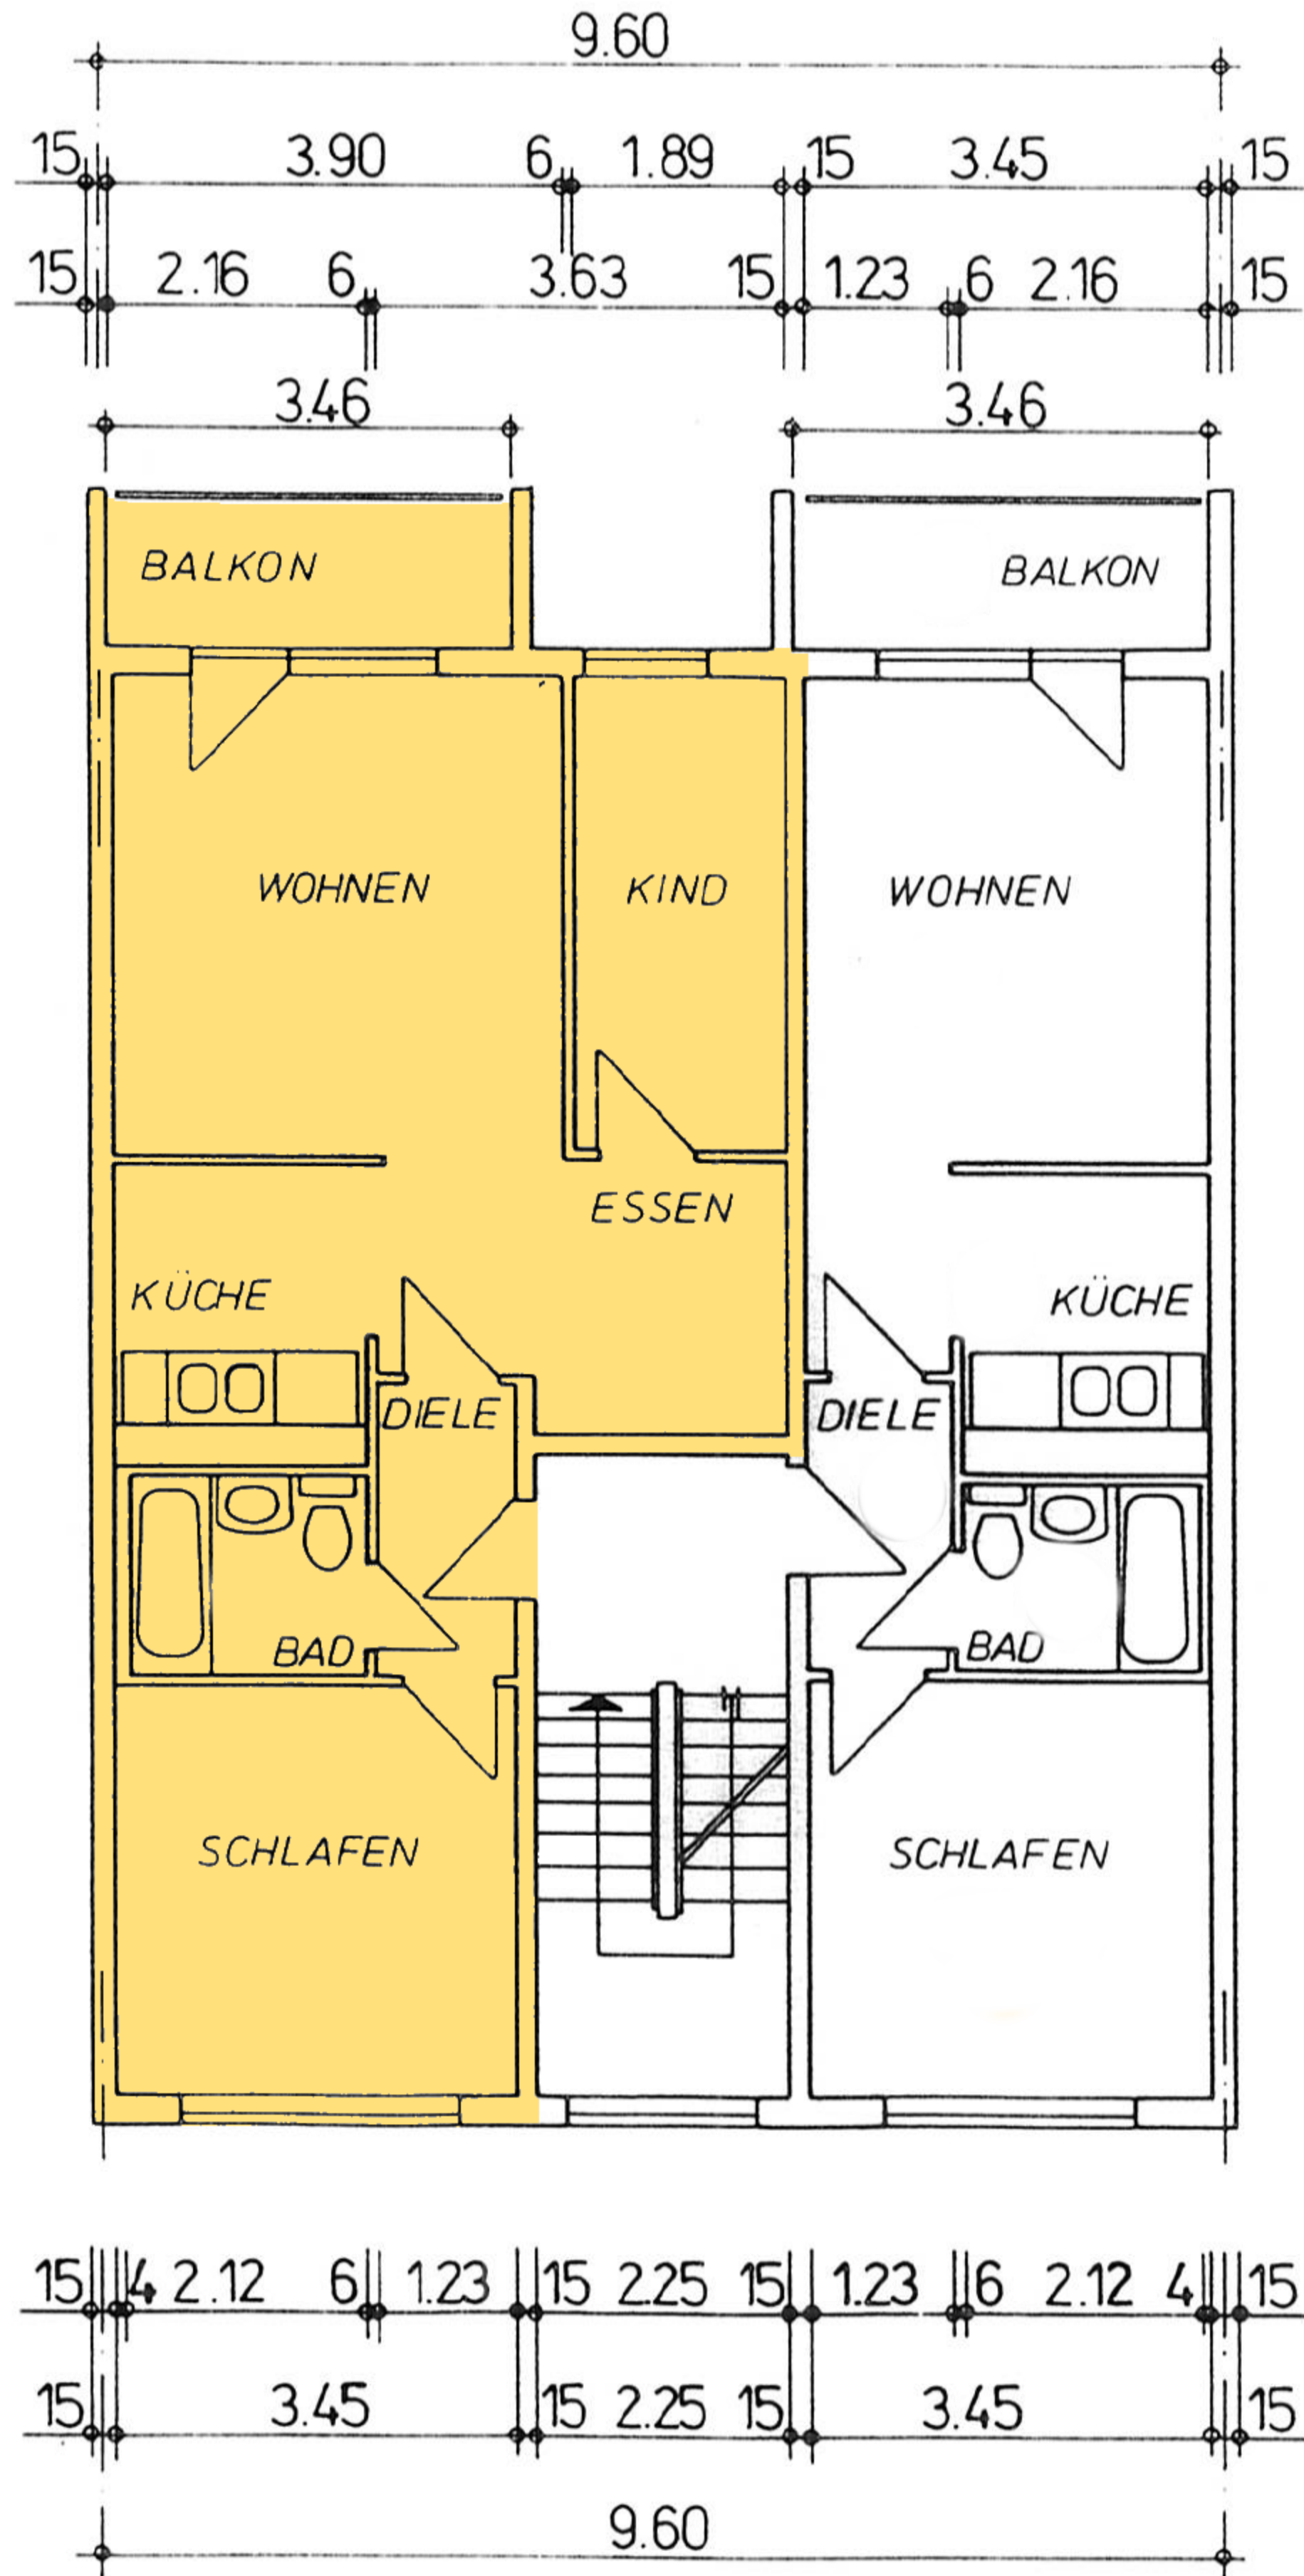 9.60
15 3.90 6 1.89 15 3.45 15
15 2.16 6 3.63 15 1.23 6 2.16 15
3.46 3.46
BALKON BALKON
WOHNEN KIND WOHNEN
ESSEN
KÜCHE KÜCHE
DIELE DIELE
BAD BAD
SCHLAFEN SCHLAFEN
15 4 2.12 6 1.23 15 2.25 15 1.23 6 2.12 4 15
15 3.45 15 2.25 15 3.45 15
9.60